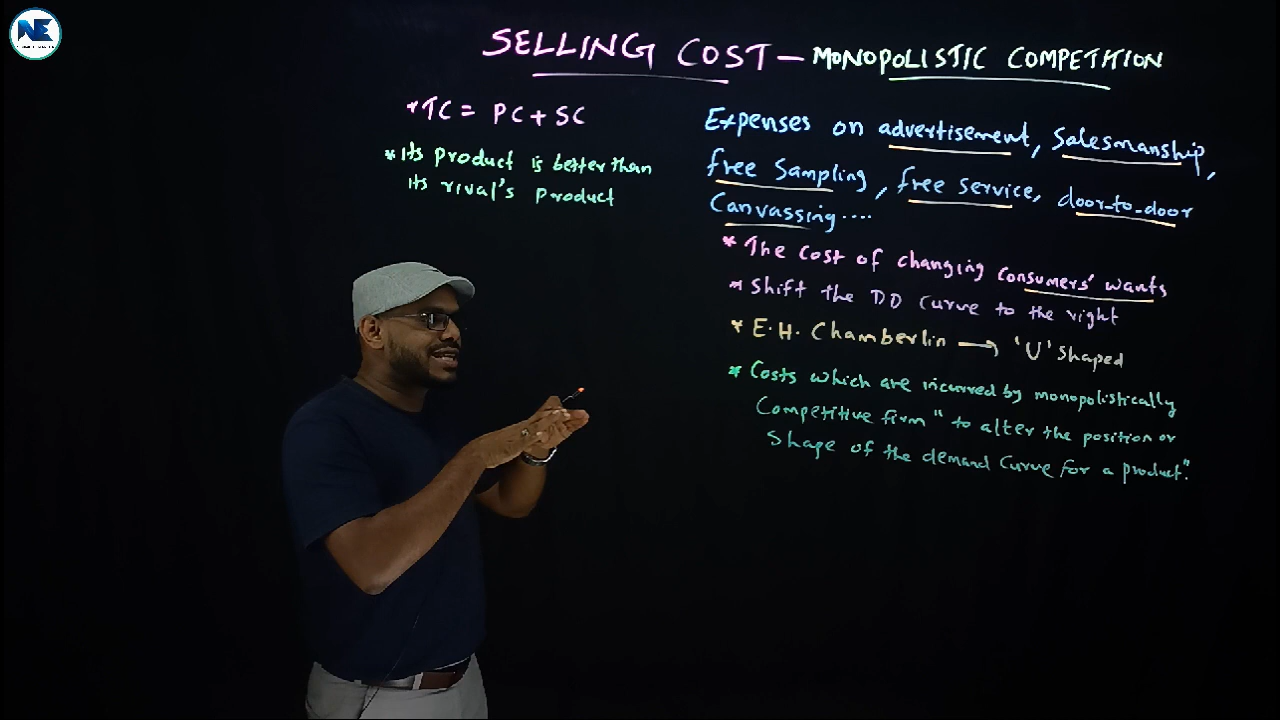 NE
SELLING COST — MONOPOLISTIC COMPETITION
* TC = PC + SC
* Its product is better than
its rival's product
Expenses on advertisement, Salesmanship,
free Sampling, free service, door-to-door
Canvassing....
* The cost of changing consumers' wants
* Shift the DD curve to the right
* E.H. Chamberlin → 'U' shaped
* Costs which are incurred by monopolistically
Competitive firm " to alter the position or
Shape of the demand curve for a product".